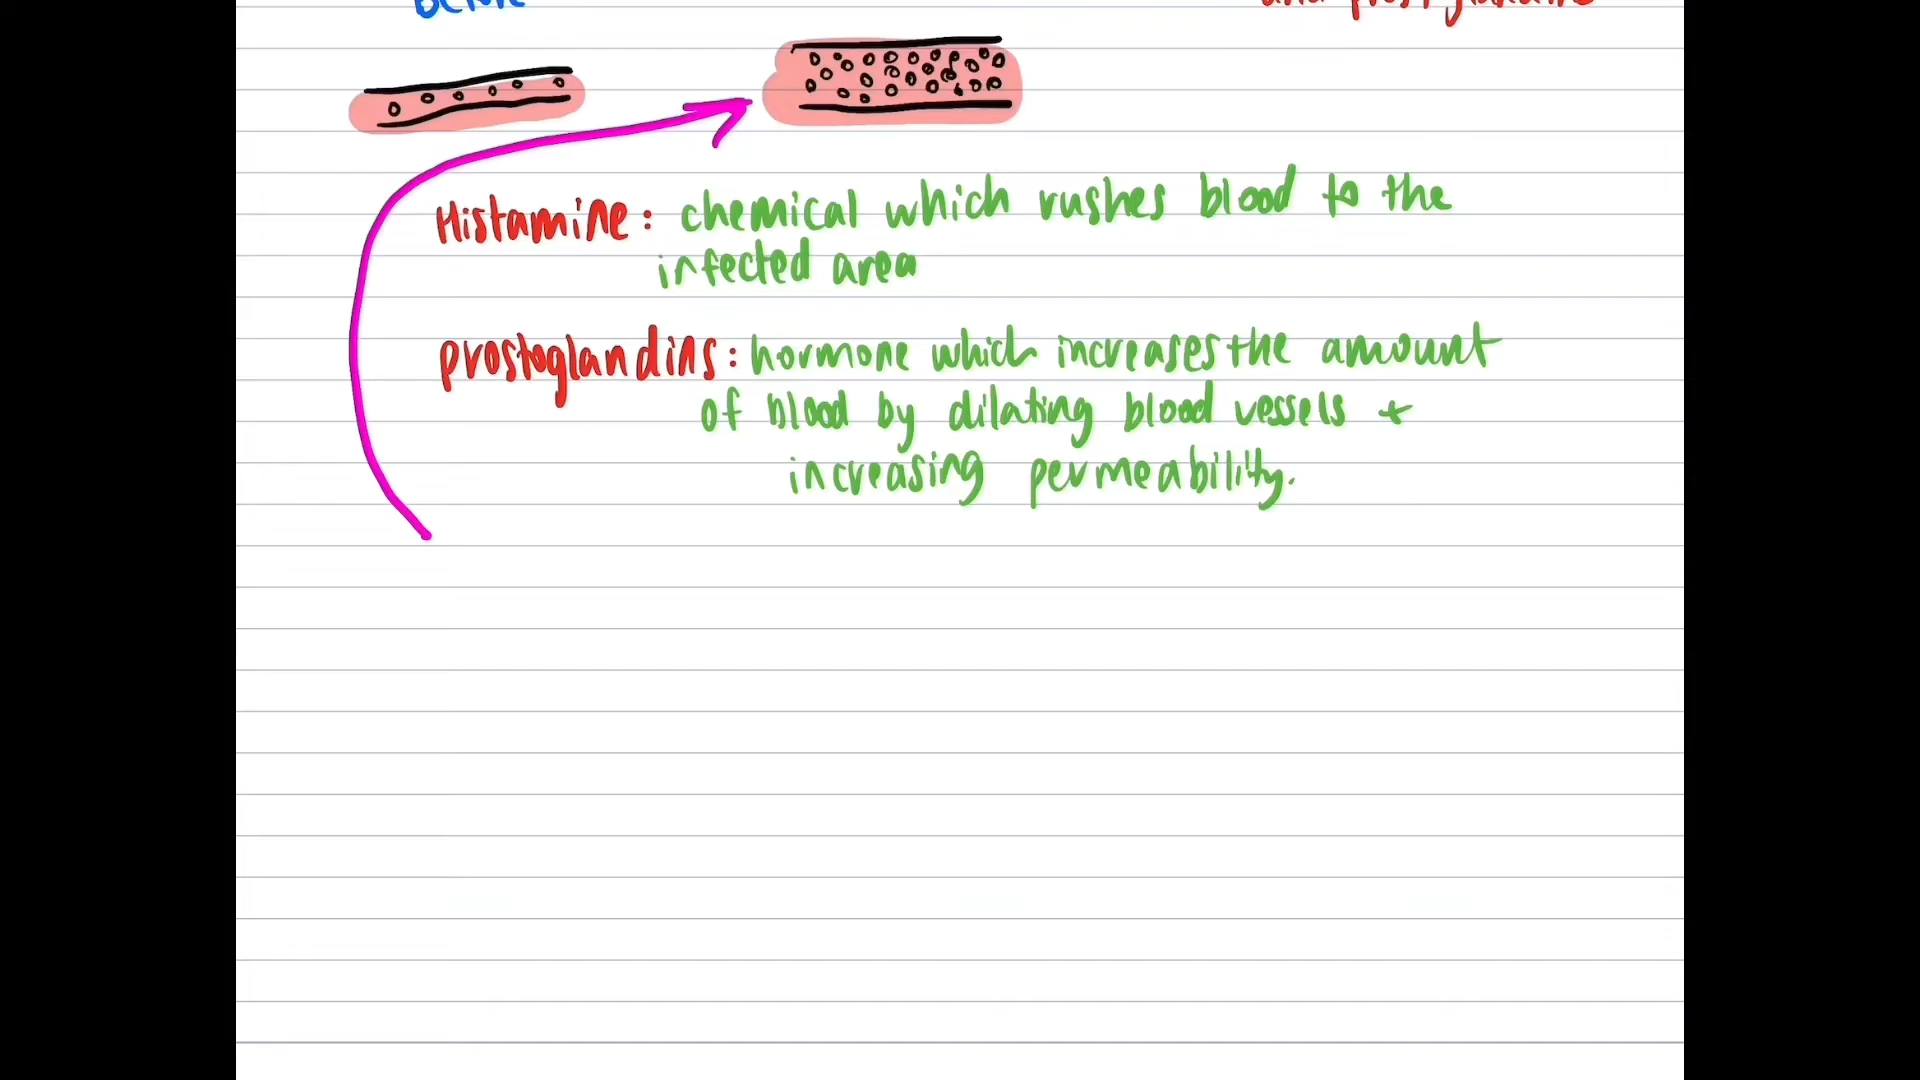 Histamine: chemical which rushes blood to the
infected area
prostoglandins: hormone which increases the amount
of blood by dilating blood vessels +
increasing permeability.